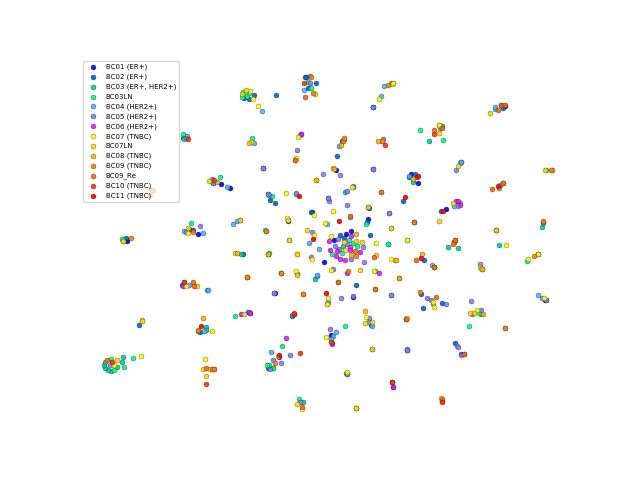 BC01 (ER+)
BC02 (ER+)
BC03 (ER+, HER2+)
BC03LN
BC04 (HER2+)
BC05 (HER2+)
BC06 (HER2+)
BC07 (TNBC)
BC07LN
BC08 (TNBC)
BC09 (TNBC)
BC09_Re
BC10 (TNBC)
BC11 (TNBC)